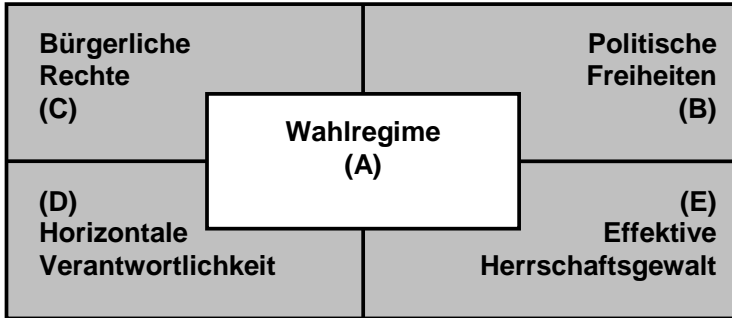 Bürgerliche
Rechte
(C)
Politische
Freiheiten
(B)
Wahlregime
(A)
(D)
Horizontale
Verantwortlichkeit
(E)
Effektive
Herrschaftsgewalt